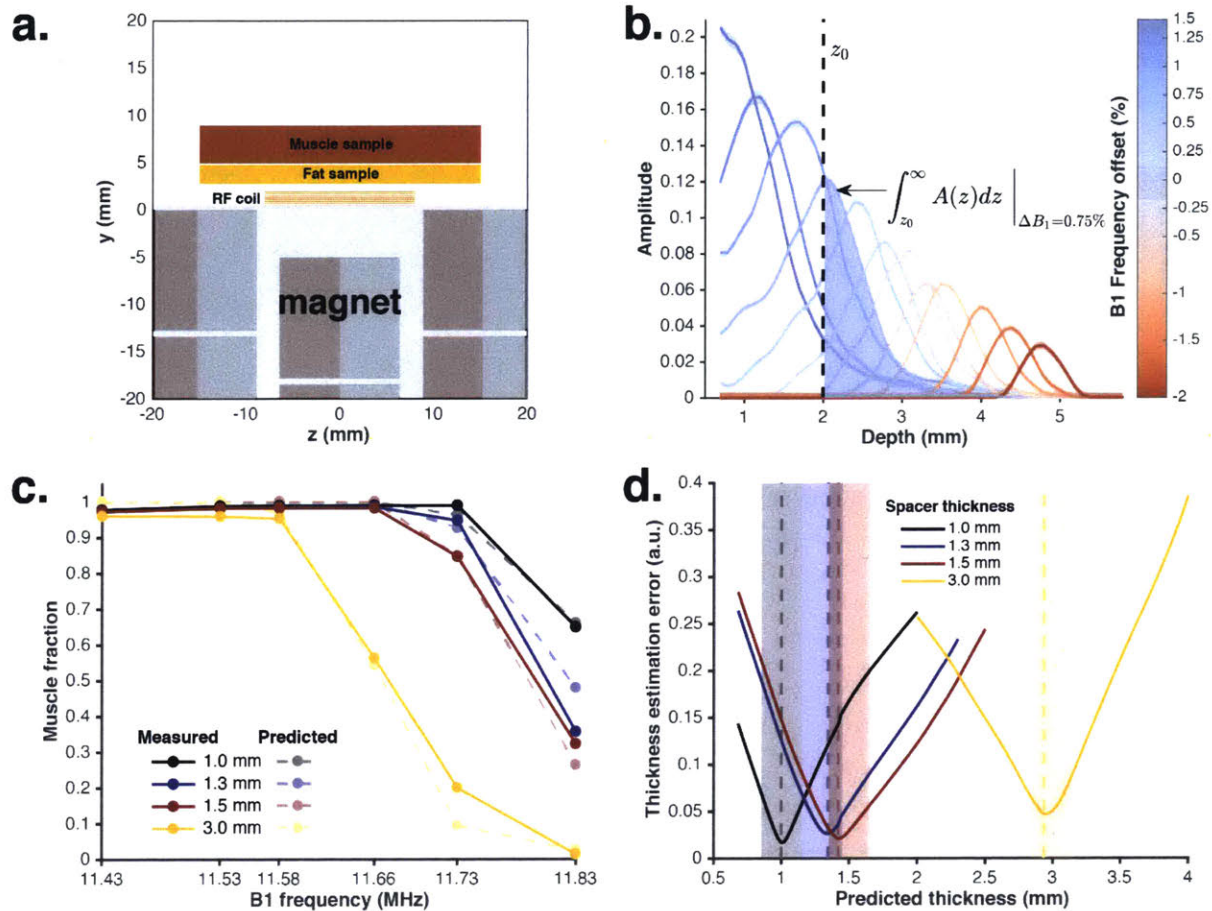 a.
20
15
10
5
0
-5
-10
-15
-20
y (mm)
Muscle sample
Fat sample
RF coil
magnet
-20
-10
0
10
20
z (mm)
b.
0.2
0.18
0.16
0.14
0.12
0.1
0.08
0.06
0.04
0.02
0
Amplitude
z₀
∫_{z₀}^{∞} A(z)dz |_{ΔB₁=0.75%}
1
2
3
4
5
Depth (mm)
1.5
1.25
1
0.75
0.5
0
-0.25
-0.5
-1
-1.5
-2
B1 Frequency offset (%)
c.
1
0.9
0.8
0.7
0.6
0.5
0.4
0.3
0.2
0.1
0
Muscle fraction
Measured Predicted
1.0 mm
1.3 mm
1.5 mm
3.0 mm
11.43
11.53
11.58
11.66
11.73
11.83
B1 frequency (MHz)
d.
0.4
0.35
0.3
0.25
0.2
0.15
0.1
0.05
0
Thickness estimation error (a.u.)
Spacer thickness
1.0 mm
1.3 mm
1.5 mm
3.0 mm
0.5
1
1.5
2
2.5
3
3.5
4
Predicted thickness (mm)